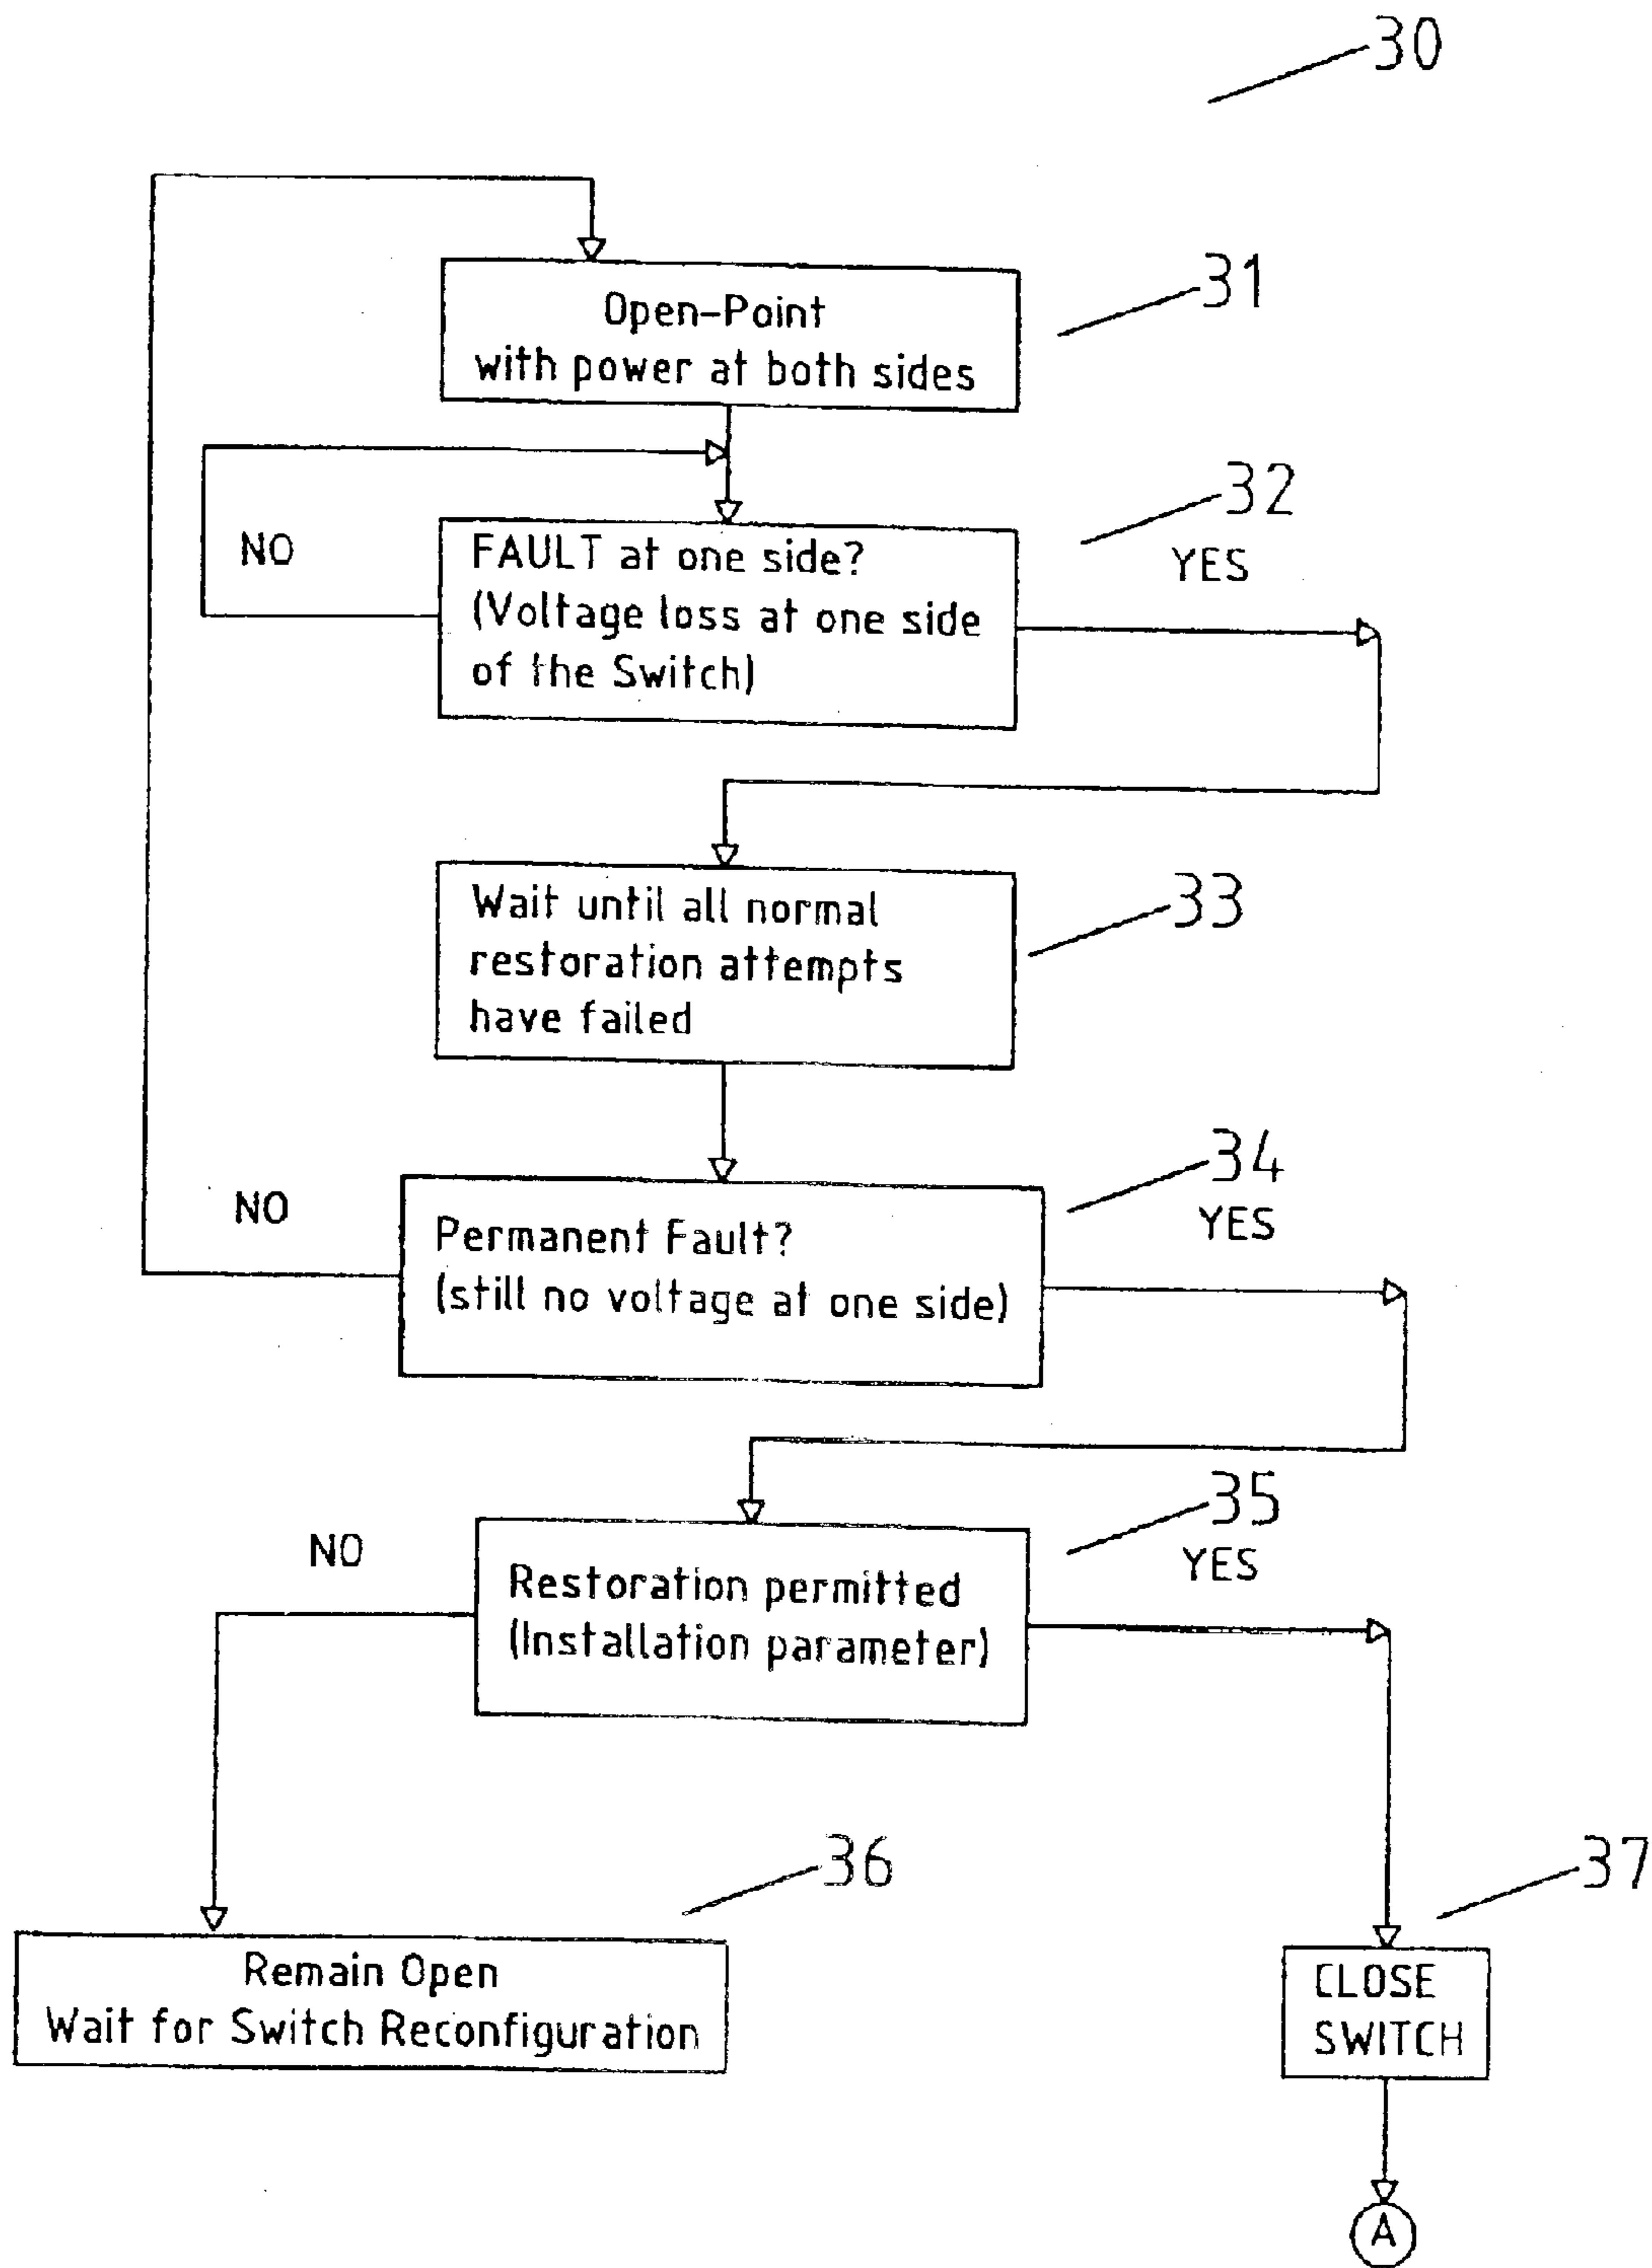 30
Open-Point
with power at both sides
31
NO
FAULT at one side?
(Voltage loss at one side
of the Switch)
32
YES
Wait until all normal
restoration attempts
have failed
33
NO
Permanent Fault?
(still no voltage at one side)
34
YES
NO
Restoration permitted
(Installation parameter)
35
YES
Remain Open
Wait for Switch Reconfiguration
36
CLOSE
SWITCH
37
A